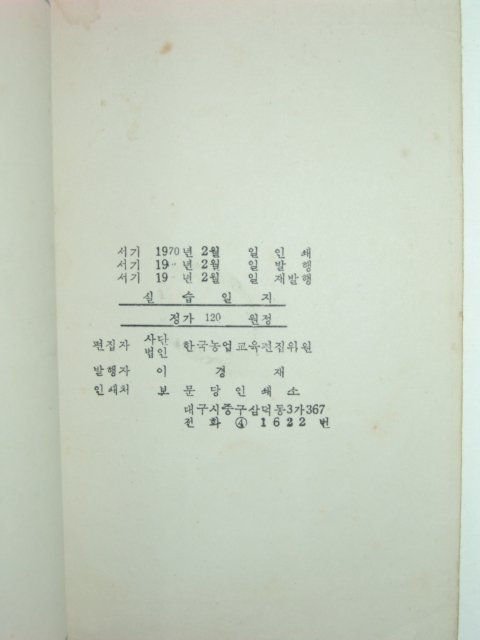 서기 1970년 2월 일 인쇄
서기 19 년 2월 일 발행
서기 19 년 2월 일 재발행
실습일지
정가 120 원정
편집자 사단법인 한국농업교육편집위원
발행자 이경재
인쇄처 보문당인쇄소
대구시중구삼덕동3가367
전화 ④ 1622 번